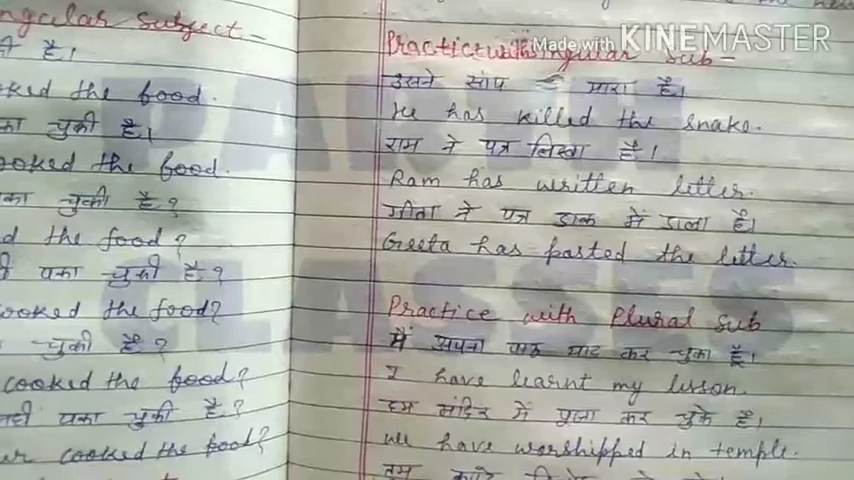 ngular subject -
की है।
ked the food.
का चुकी है।
ooked the food.
का चुकी है?
d the food?
पका चुकी है?
ooked the food?
चुकी है?
cooked the food?
नहीं पका चुकी है?
er cooked the food?
Made with KINEMASTER
Practice with singular Sub -
उसने सांप मारा है।
He has killed the snake.
राम ने पत्र लिखा है।
Ram has written letter.
गीता ने पत्र डाक में डाला है।
Geeta has posted the letter.
Practice with Plural Sub
मैं अपना पाठ याद कर चुका हूँ।
I have learnt my lesson.
हम मंदिर में पूजा कर चुके है।
We have worshipped in temple.
तुम
CLASSES